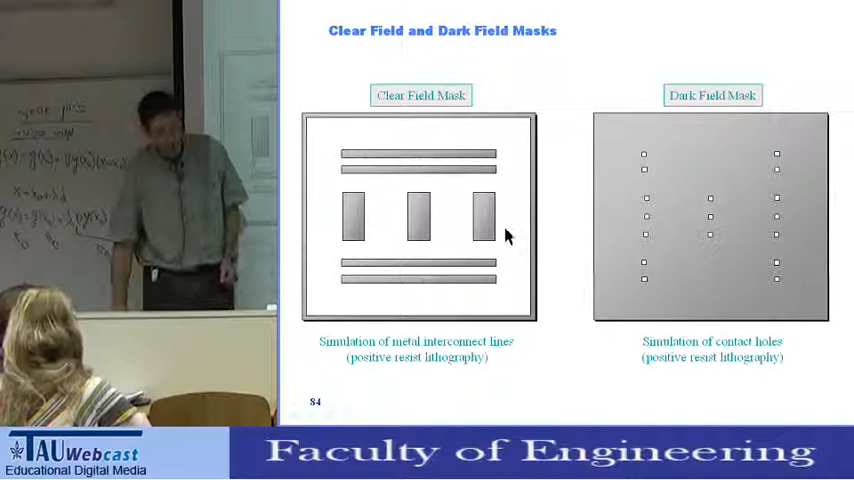 Clear Field and Dark Field Masks
Clear Field Mask
Dark Field Mask
Simulation of metal interconnect lines
(positive resist lithography)
Simulation of contact holes
(positive resist lithography)
84
TAU Webcast
Educational Digital Media
Faculty of Engineering